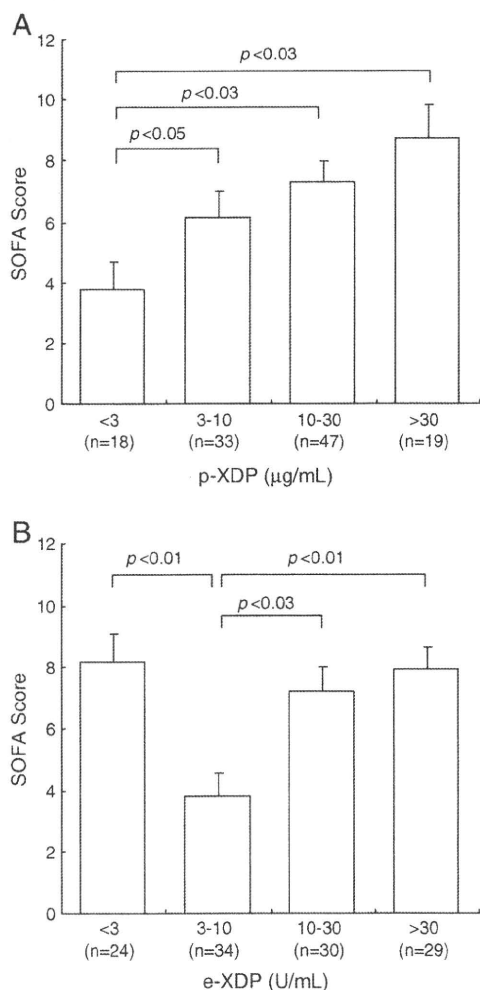 A
12
10
8
6
4
2
0
SOFA Score
p<0.03
p<0.03
p<0.05
<3 3-10 10-30 >30
(n=18) (n=33) (n=47) (n=19)
p-XDP (µg/mL)
B
12
10
8
6
4
2
0
SOFA Score
p<0.01 p<0.01
p<0.03
<3 3-10 10-30 >30
(n=24) (n=34) (n=30) (n=29)
e-XDP (U/mL)